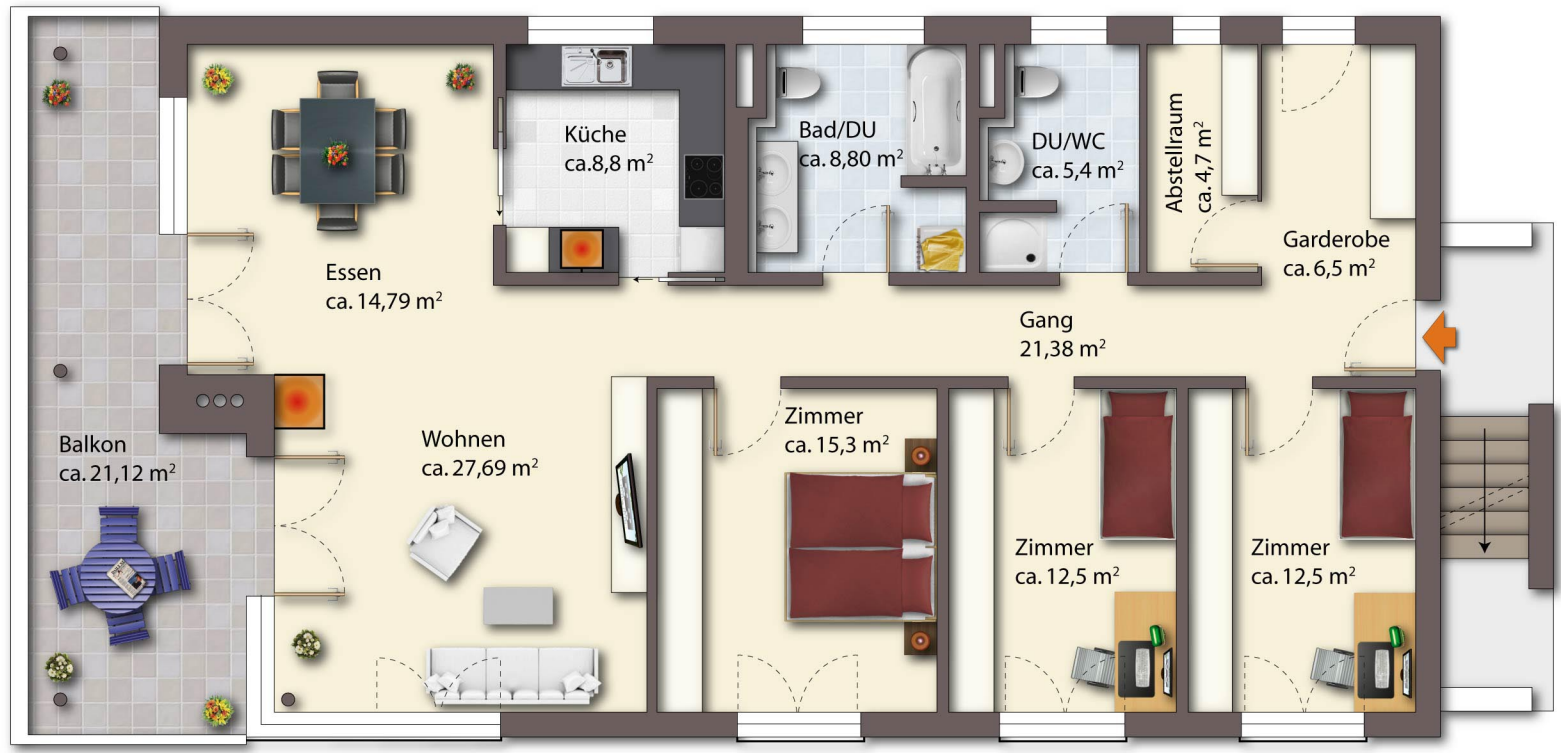 Küche
ca.8,8 m²
Bad/DU
ca. 8,80 m²
DU/WC
ca. 5,4 m²
Abstellraum
ca. 4,7 m²
Garderobe
ca. 6,5 m²
Essen
ca. 14,79 m²
Gang
21,38 m²
Balkon
ca. 21,12 m²
Wohnen
ca. 27,69 m²
Zimmer
ca. 15,3 m²
Zimmer
ca. 12,5 m²
Zimmer
ca. 12,5 m²